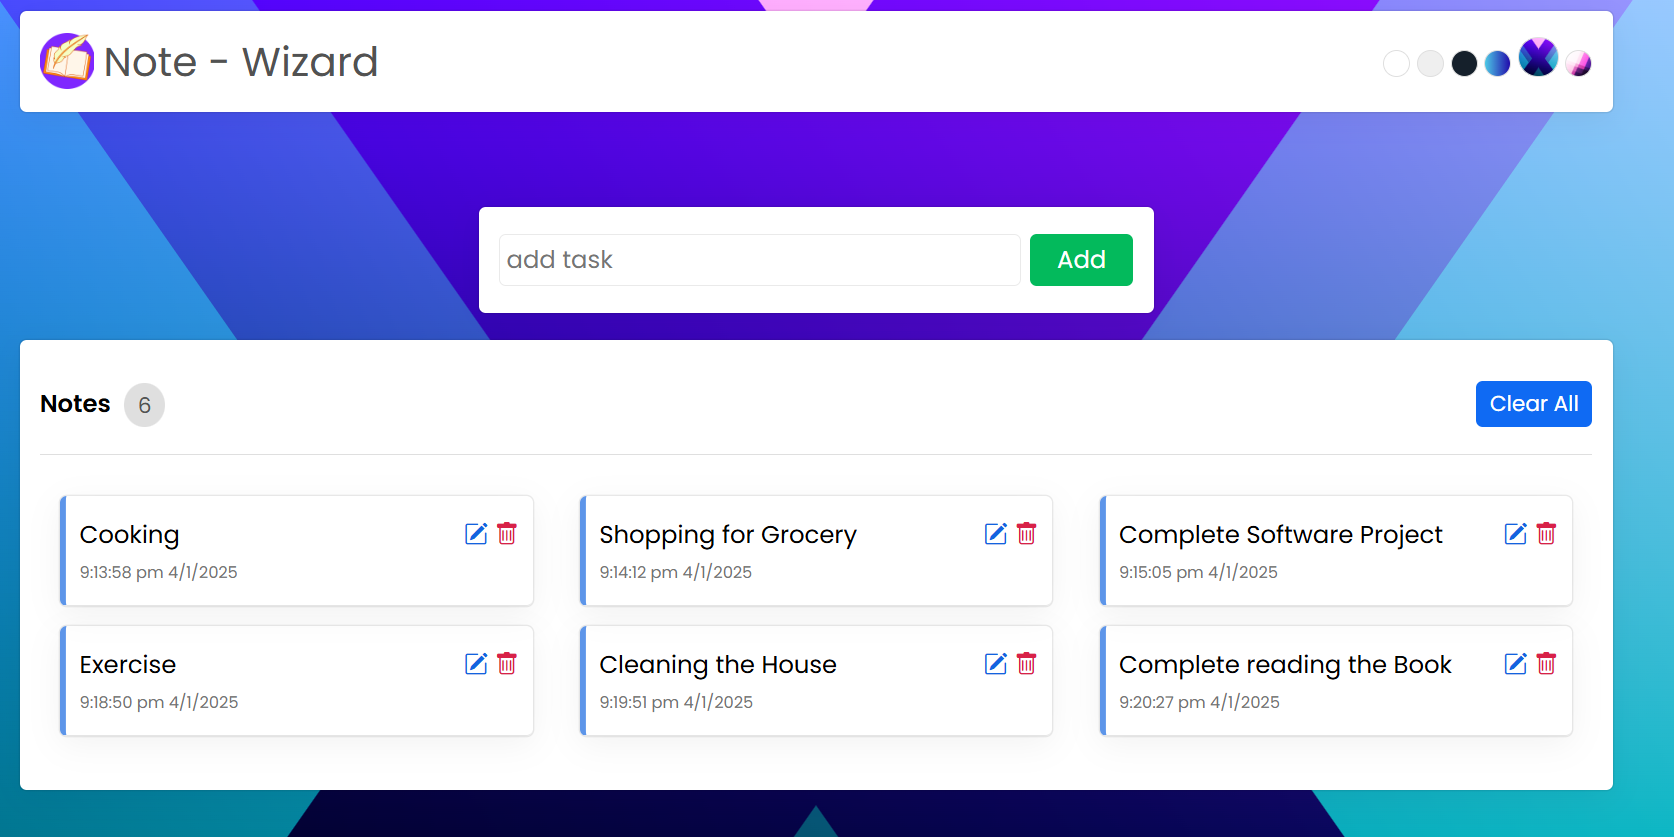 Note - Wizard
add task
Add
Notes 6
Clear All
Cooking
9:13:58 pm 4/1/2025
Shopping for Grocery
9:14:12 pm 4/1/2025
Complete Software Project
9:15:05 pm 4/1/2025
Exercise
9:18:50 pm 4/1/2025
Cleaning the House
9:19:51 pm 4/1/2025
Complete reading the Book
9:20:27 pm 4/1/2025